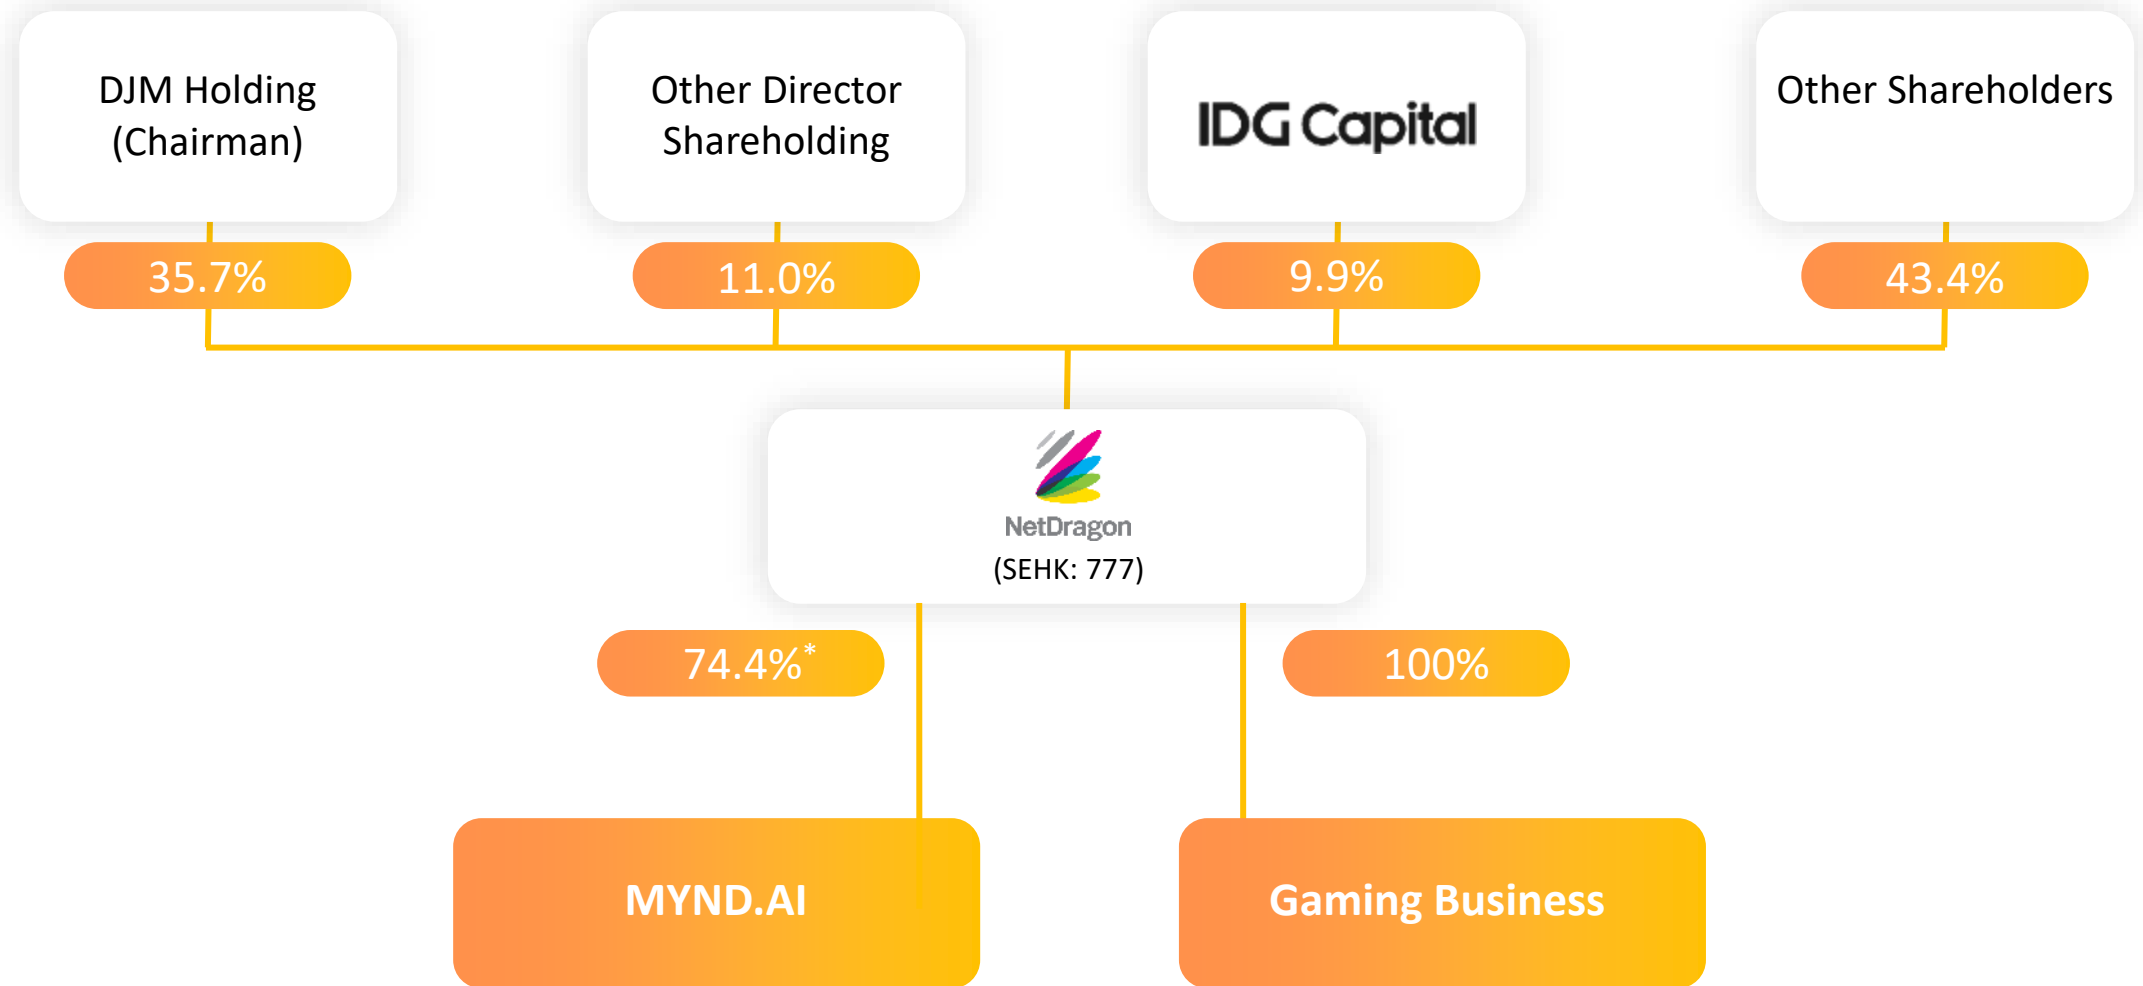 DJM Holding
(Chairman)
Other Director
Shareholding
IDG Capital
Other Shareholders
35.7%
11.0%
9.9%
43.4%
NetDragon
(SEHK: 777)
74.4%*
100%
MYND.AI
Gaming Business